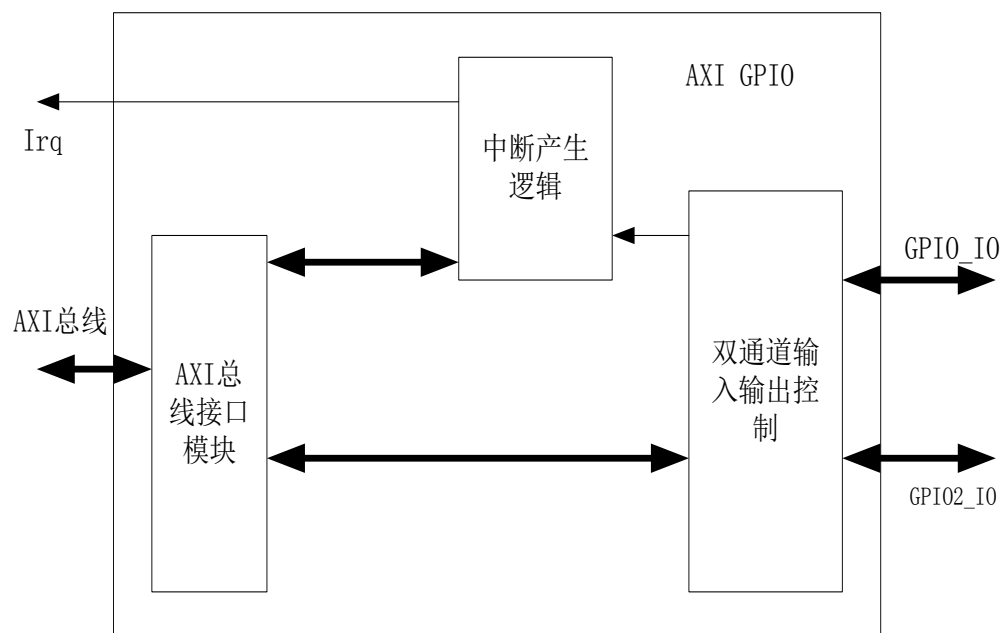 AXI GPIO
Irq
中断产生
逻辑
GPIO_IO
AXI总线
AXI总
线接口
模块
双通道输
入输出控
制
GPIO2_IO